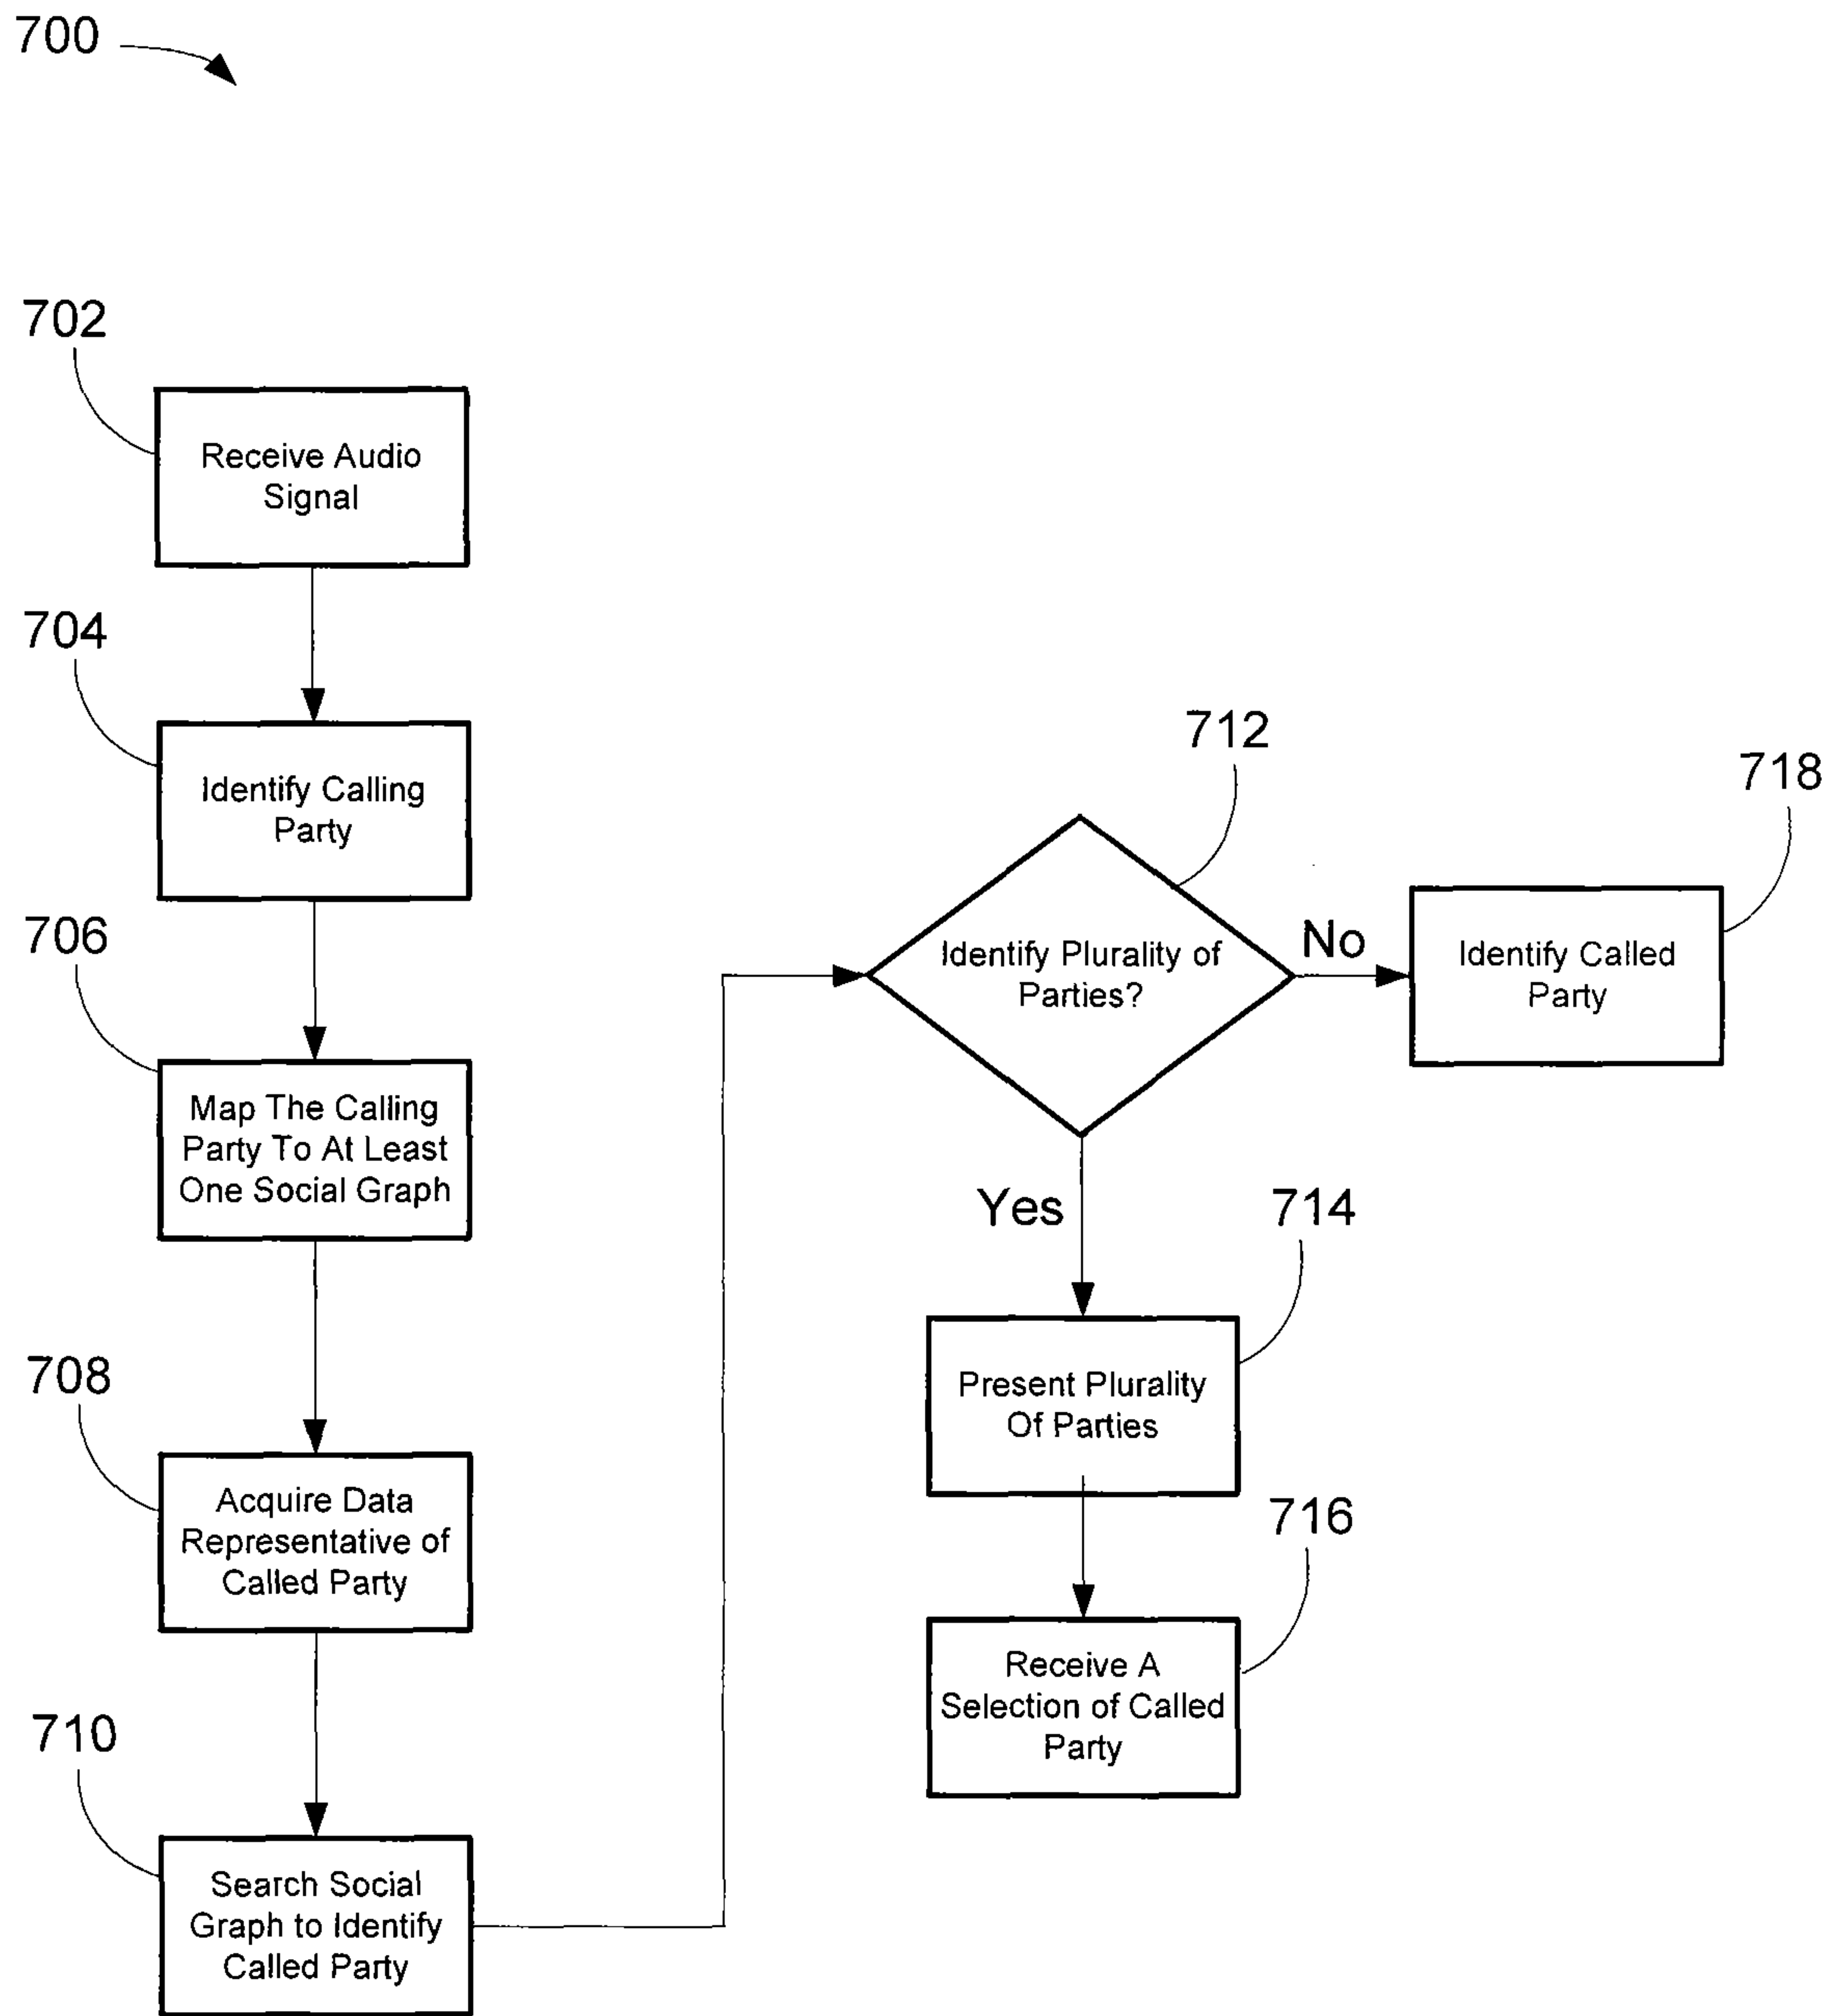 700
702
Receive Audio
Signal
704
Identify Calling
Party
706
Map The Calling
Party To At Least
One Social Graph
708
Acquire Data
Representative of
Called Party
710
Search Social
Graph to Identify
Called Party
712
Identify Plurality of
Parties?
No
718
Identify Called
Party
Yes
714
Present Plurality
Of Parties
716
Receive A
Selection of Called
Party